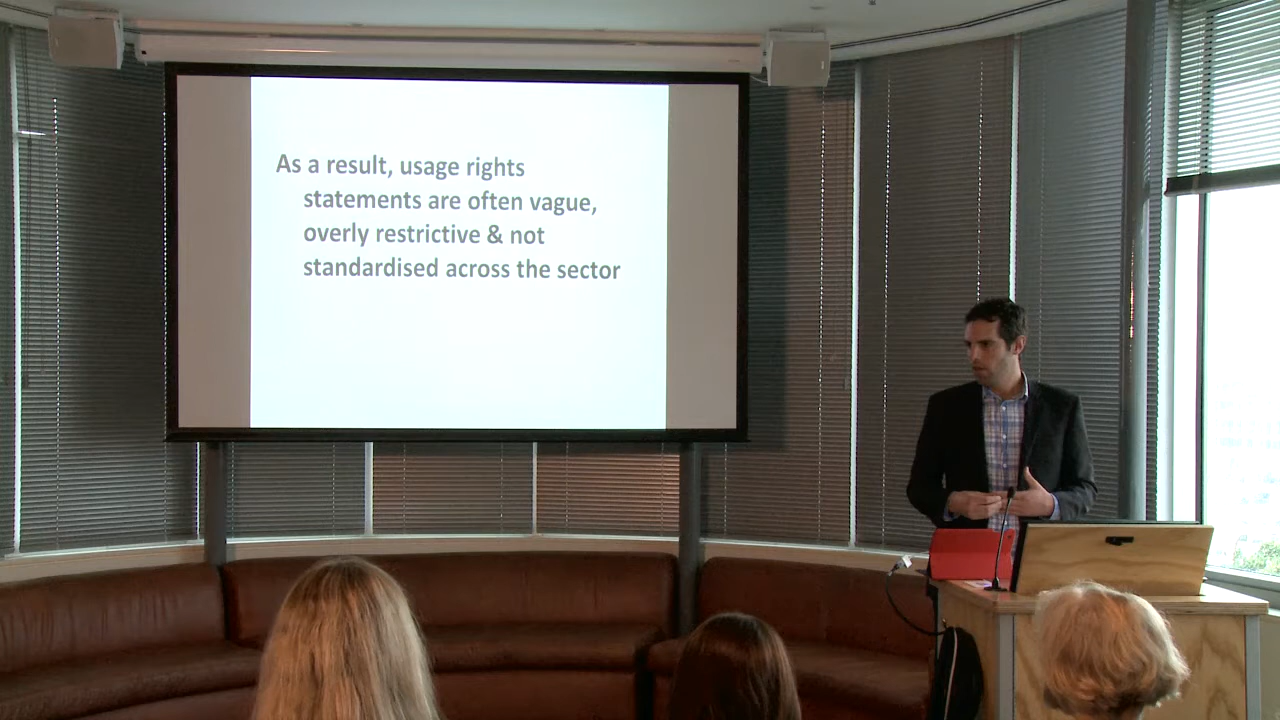 As a result, usage rights
statements are often vague,
overly restrictive & not
standardised across the sector